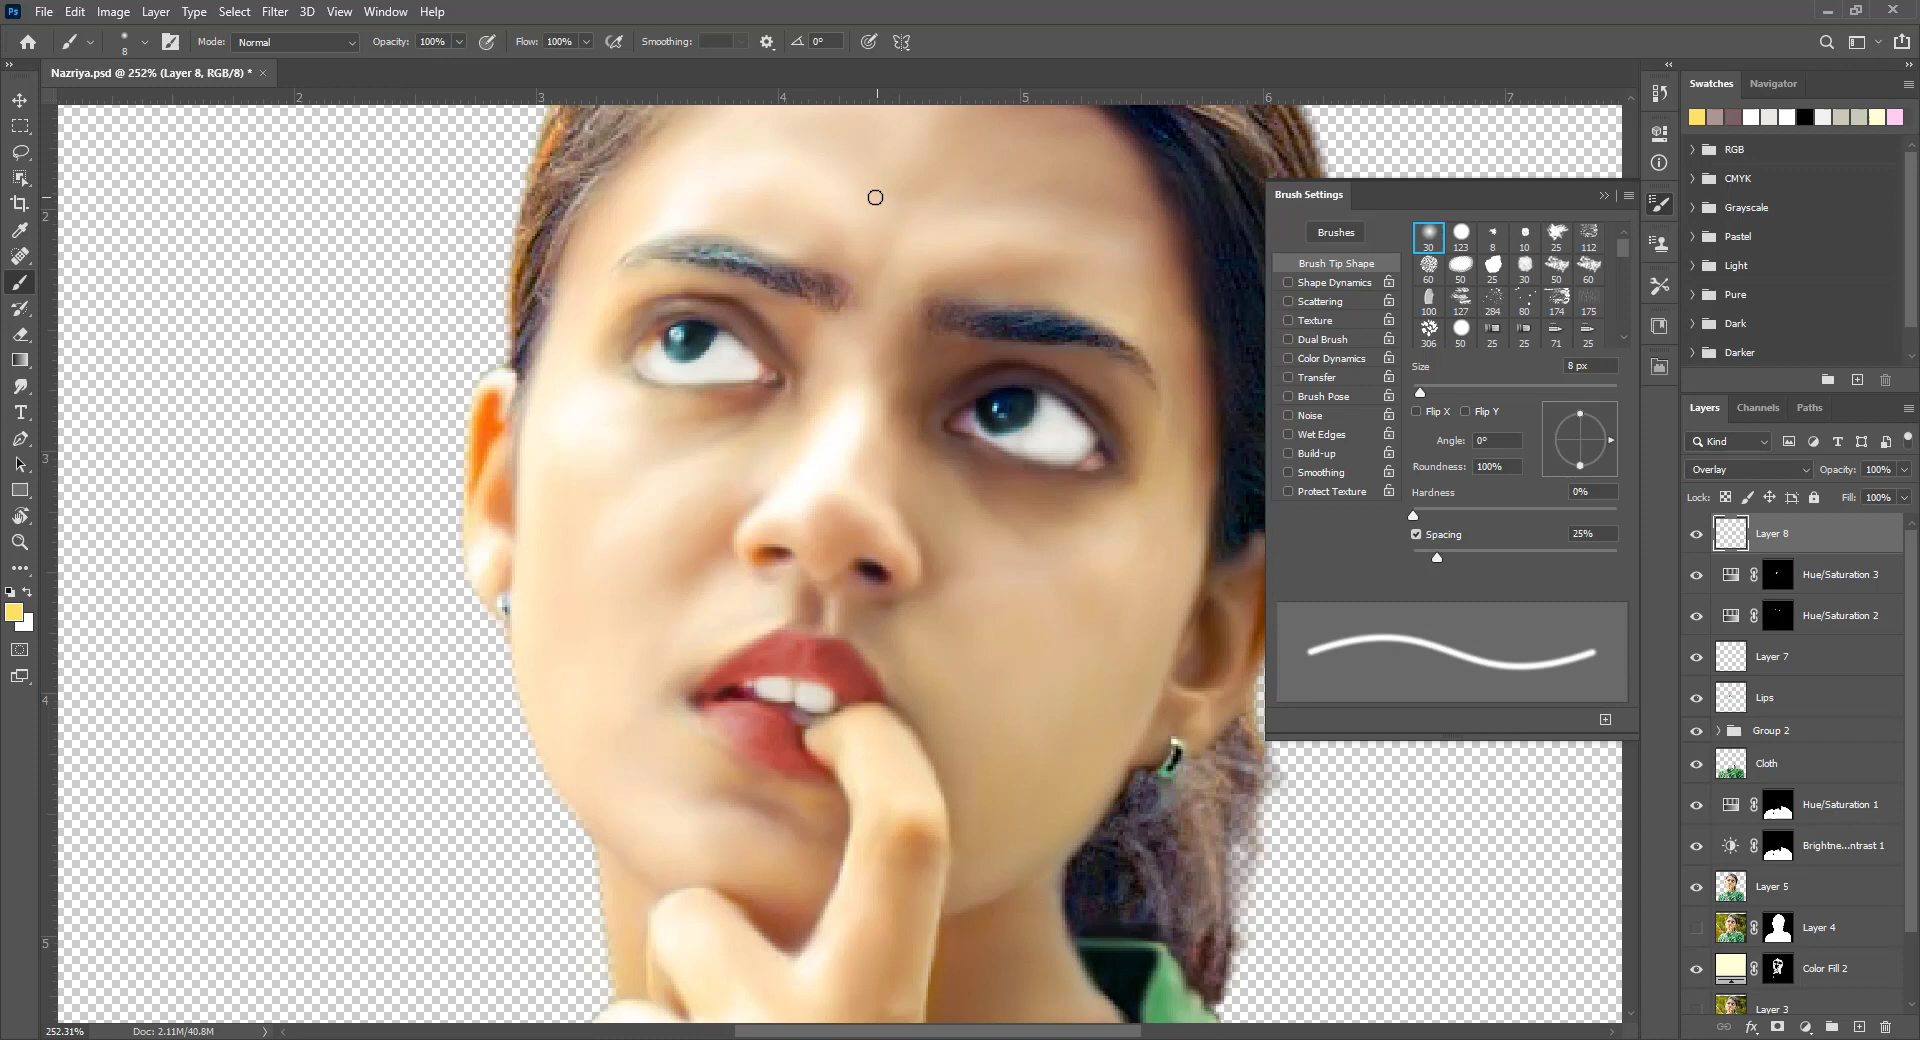 Ps File Edit Image Layer Type Select Filter 3D View Window Help
8 Mode: Normal Opacity: 100% Flow: 100% Smoothing: 0°
Nazriya.psd @ 252% (Layer 8, RGB/8) * ×
2 3 4 5 6 7
2
3
4
5
Brush Settings
Brushes
Brush Tip Shape
Shape Dynamics
Scattering
Texture
Dual Brush
Color Dynamics
Transfer
Brush Pose
Noise
Wet Edges
Build-up
Smoothing
Protect Texture
30 123 8 10 25 112
60 50 25 30 50 60
100 127 284 80 174 175
306 50 25 25 71 25
Size 8 px
Flip X Flip Y
Angle: 0°
Roundness: 100%
Hardness 0%
Spacing 25%
Swatches Navigator
RGB
CMYK
Grayscale
Pastel
Light
Pure
Dark
Darker
Layers Channels Paths
Kind
Overlay Opacity: 100%
Lock: Fill: 100%
Layer 8
Hue/Saturation 3
Hue/Saturation 2
Layer 7
Lips
Group 2
Cloth
Hue/Saturation 1
Brightne...ntrast 1
Layer 5
Layer 4
Color Fill 2
Layer 3
252.31% Doc: 2.11M/40.8M